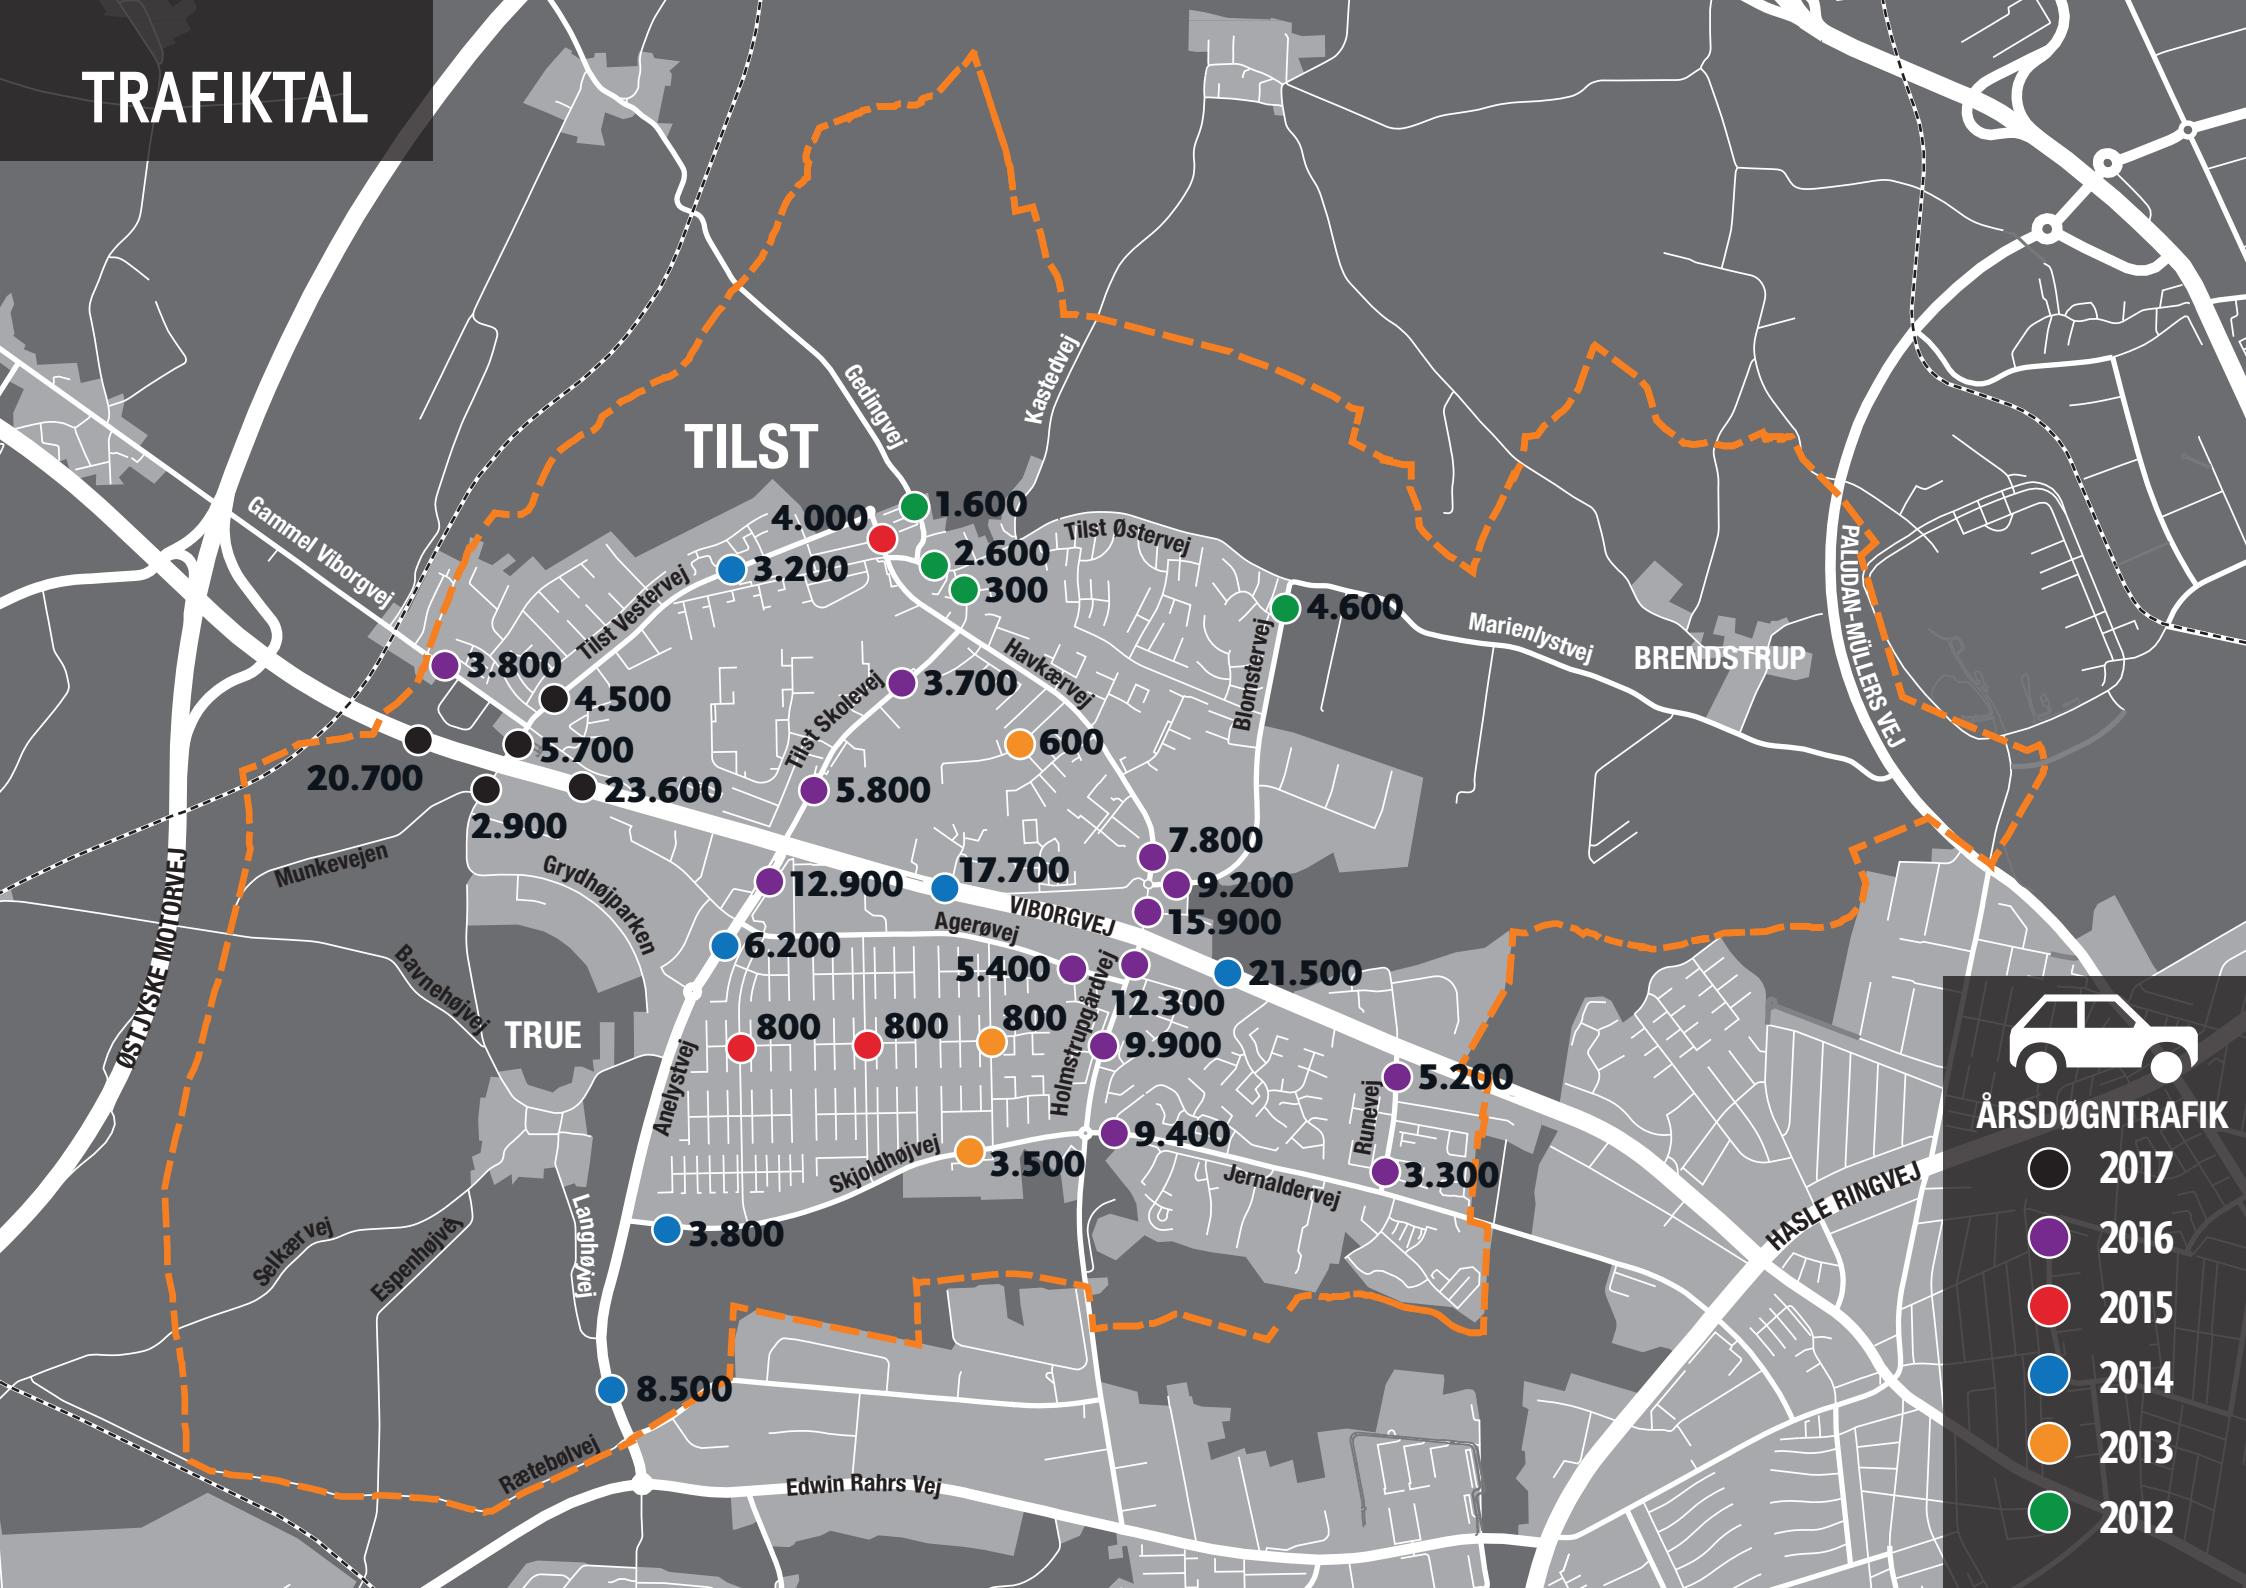 TRAFIKTAL
Gedingvej
Kastedvej
TILST
Gammel Viborgvej
4.000
1.600
Tilst Østervej
2.600
3.200
300
4.600
Tilst Vestervej
Marienlystvej
PALUDAN-MÜLLERS VEJ
BRENDSTRUP
3.800
Havkærvej
Blomstervej
3.700
4.500
Tilst Skolevej
5.700
600
20.700
23.600
5.800
2.900
7.800
Munkevejen
Grydhøjparken
17.700
12.900
9.200
VIBORGVEJ
15.900
Agerøvej
6.200
5.400
21.500
ØSTJYSKE MOTORVEJ
Bavnehøjvej
12.300
TRUE
800
800
800
Holmstrupgårdvej
9.900
5.200
Anelystvej
Runevej
9.400
Skjoldhøjvej
3.500
3.300
Jernaldervej
HASLE RINGVEJ
Langhøjvej
3.800
Selkær Vej
Espenhøjvej
8.500
Rætebølvej
Edwin Rahrs Vej
ÅRSDØGNTRAFIK
2017
2016
2015
2014
2013
2012